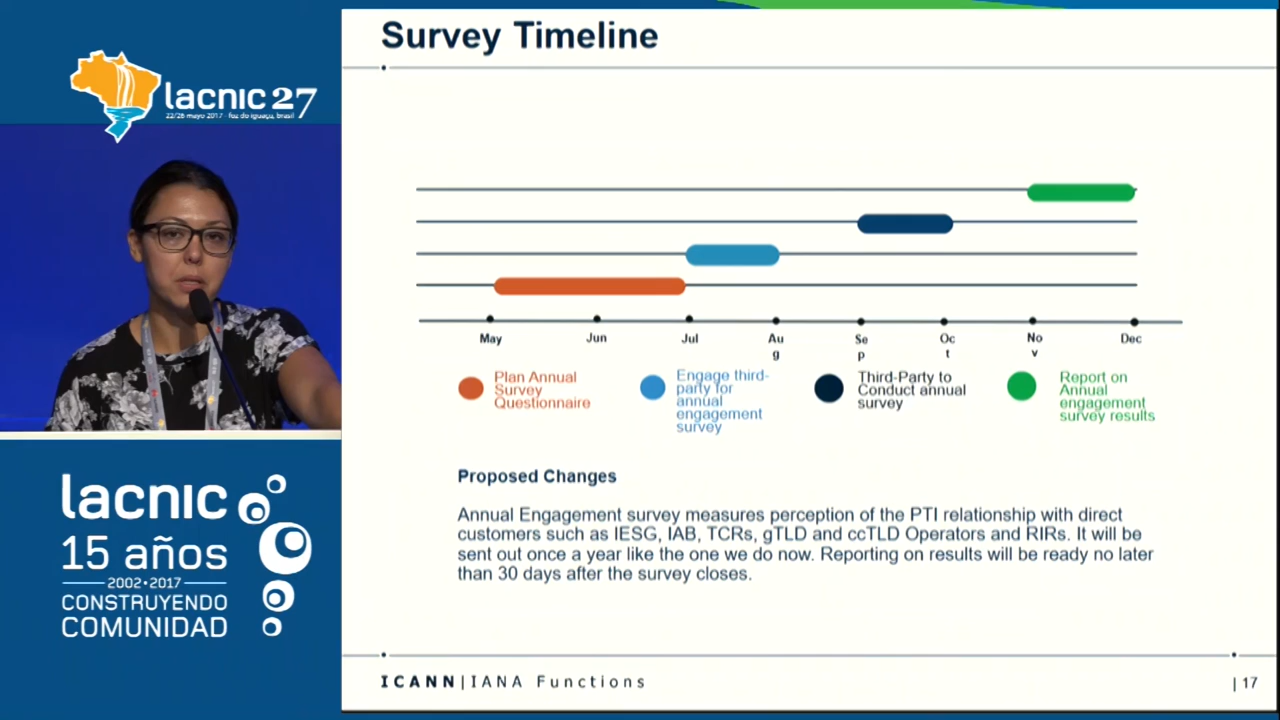 lacnic 27
22/26 mayo 2017 - foz do iguaçu, brasil
lacnic
15 años
2002•2017
CONSTRUYENDO
COMUNIDAD
Survey Timeline
May
Jun
Jul
Au
g
Se
p
Oc
t
No
v
Dec
Plan Annual
Survey
Questionnaire
Engage third-
party for
annual
engagement
survey
Third-Party to
Conduct annual
survey
Report on
Annual
engagement
survey results
Proposed Changes
Annual Engagement survey measures perception of the PTI relationship with direct
customers such as IESG, IAB, TCRs, gTLD and ccTLD Operators and RIRs. It will be
sent out once a year like the one we do now. Reporting on results will be ready no later
than 30 days after the survey closes.
ICANN|IANA Functions
| 17